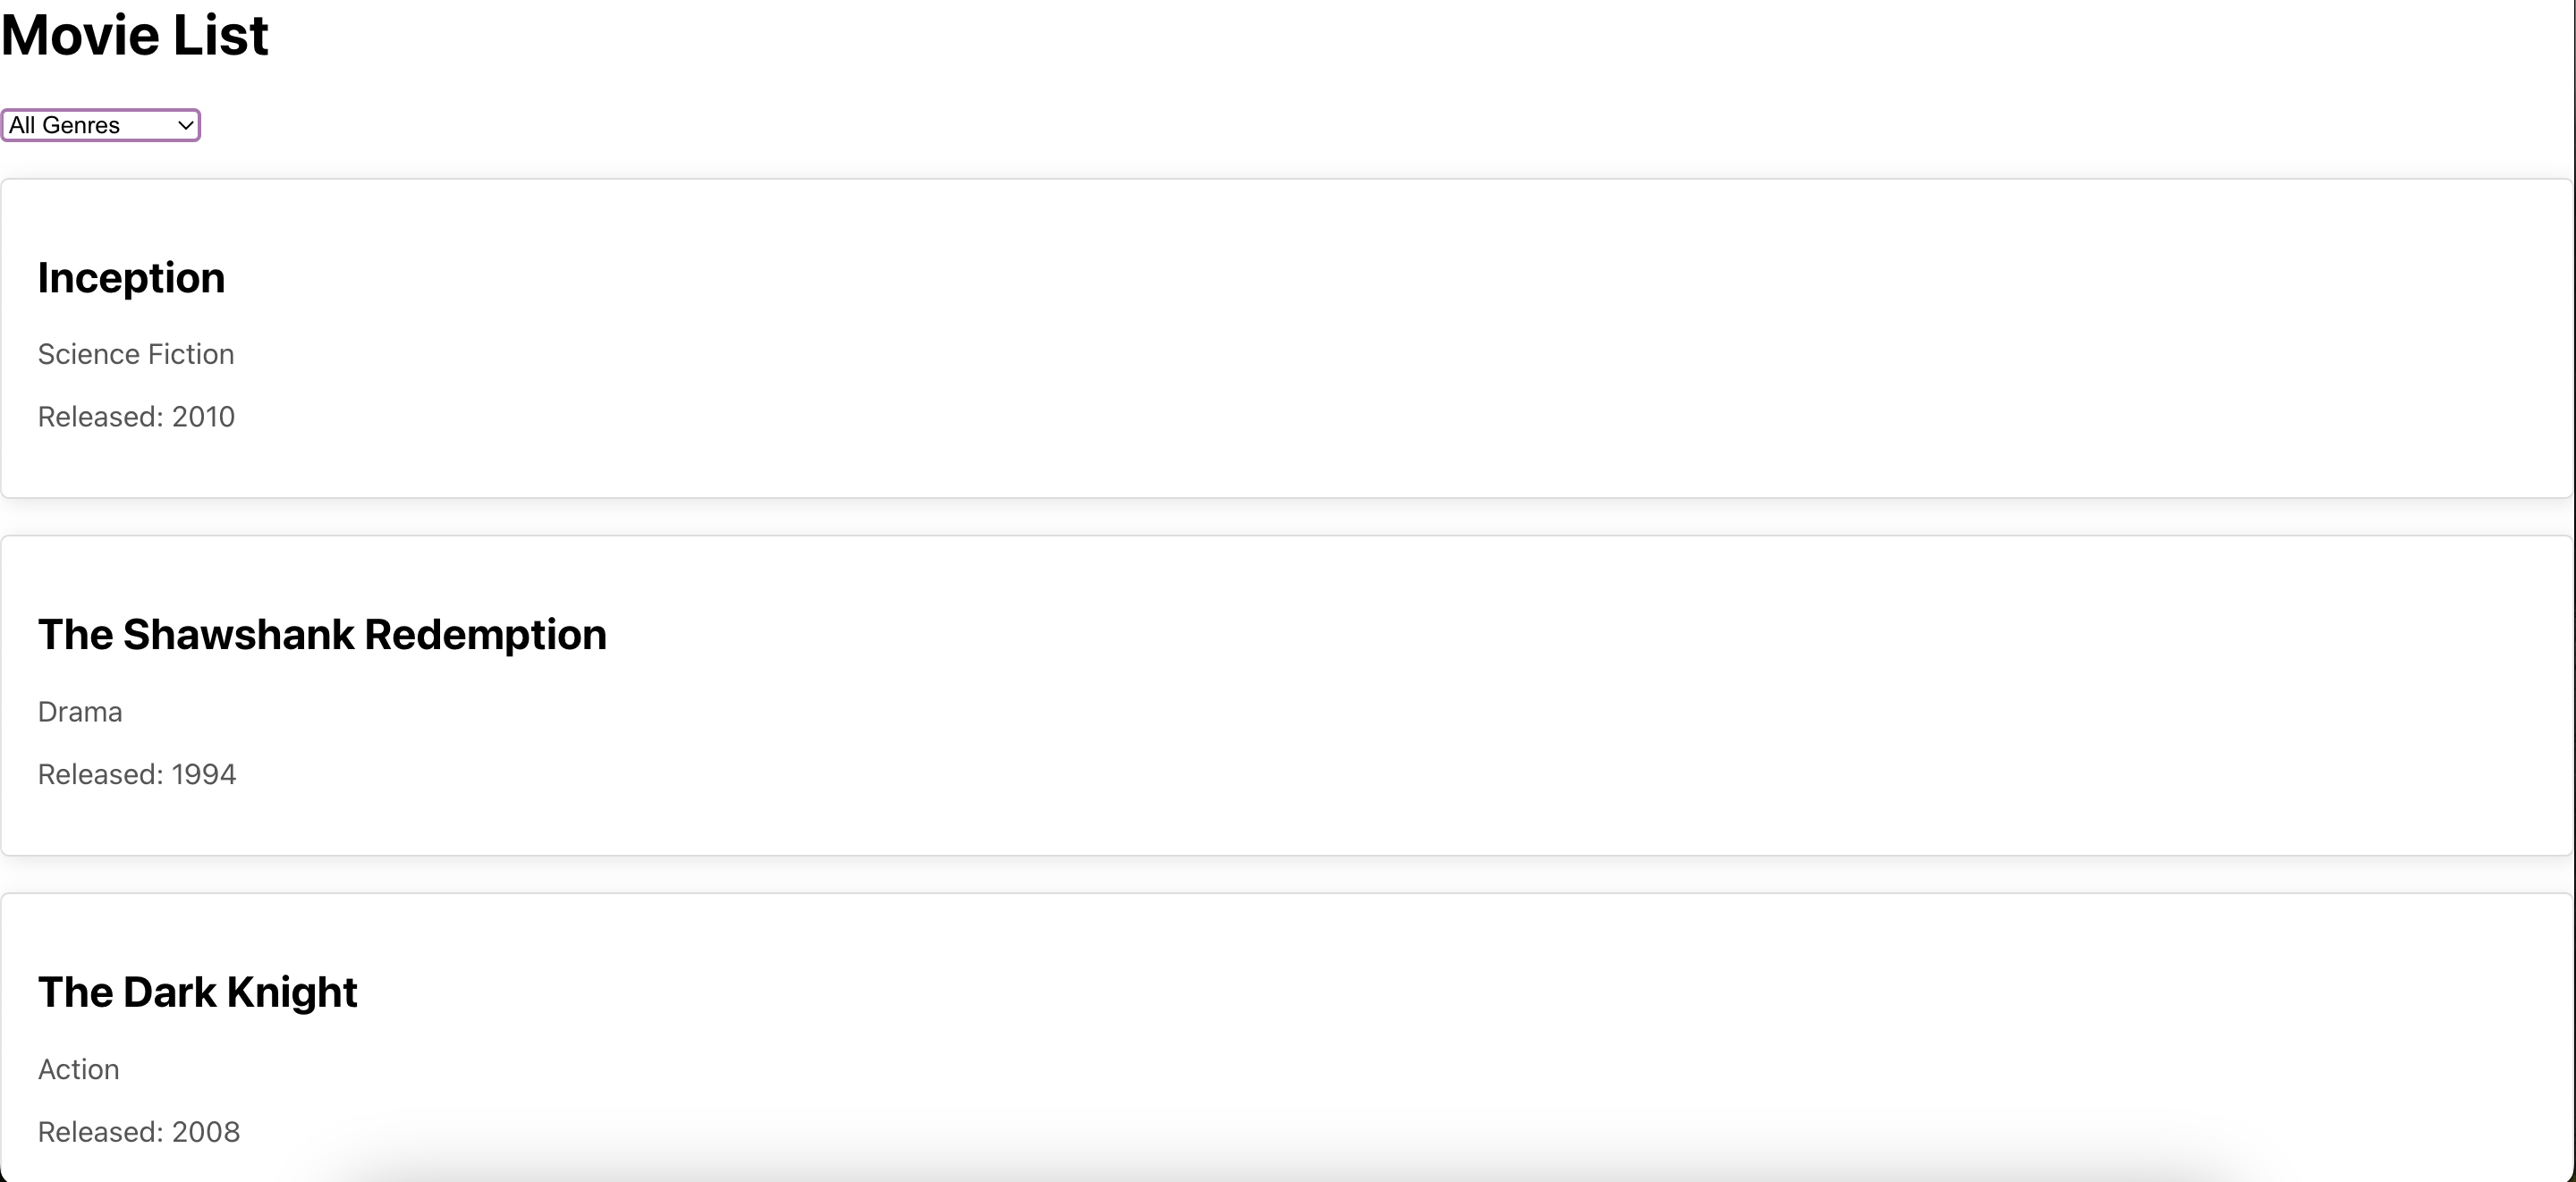 Movie List
All Genres
Inception
Science Fiction
Released: 2010
The Shawshank Redemption
Drama
Released: 1994
The Dark Knight
Action
Released: 2008